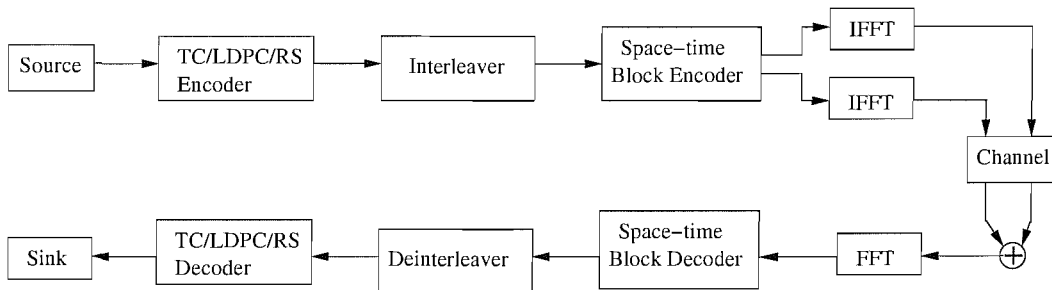 Source
TC/LDPC/RS
Encoder
Interleaver
Space-time
Block Encoder
IFFT
IFFT
Channel
Sink
TC/LDPC/RS
Decoder
Deinterleaver
Space-time
Block Decoder
FFT